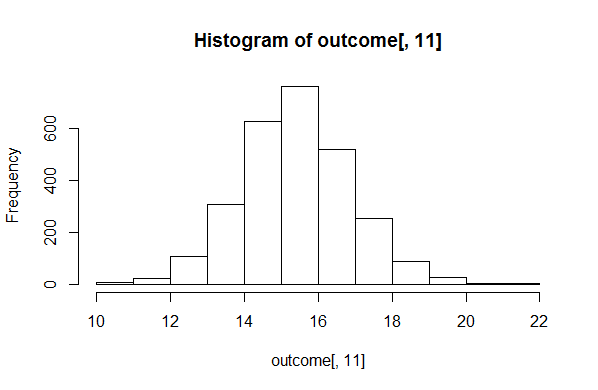 Histogram of outcome[, 11]
Frequency
600
400
200
0
10 12 14 16 18 20 22
outcome[, 11]